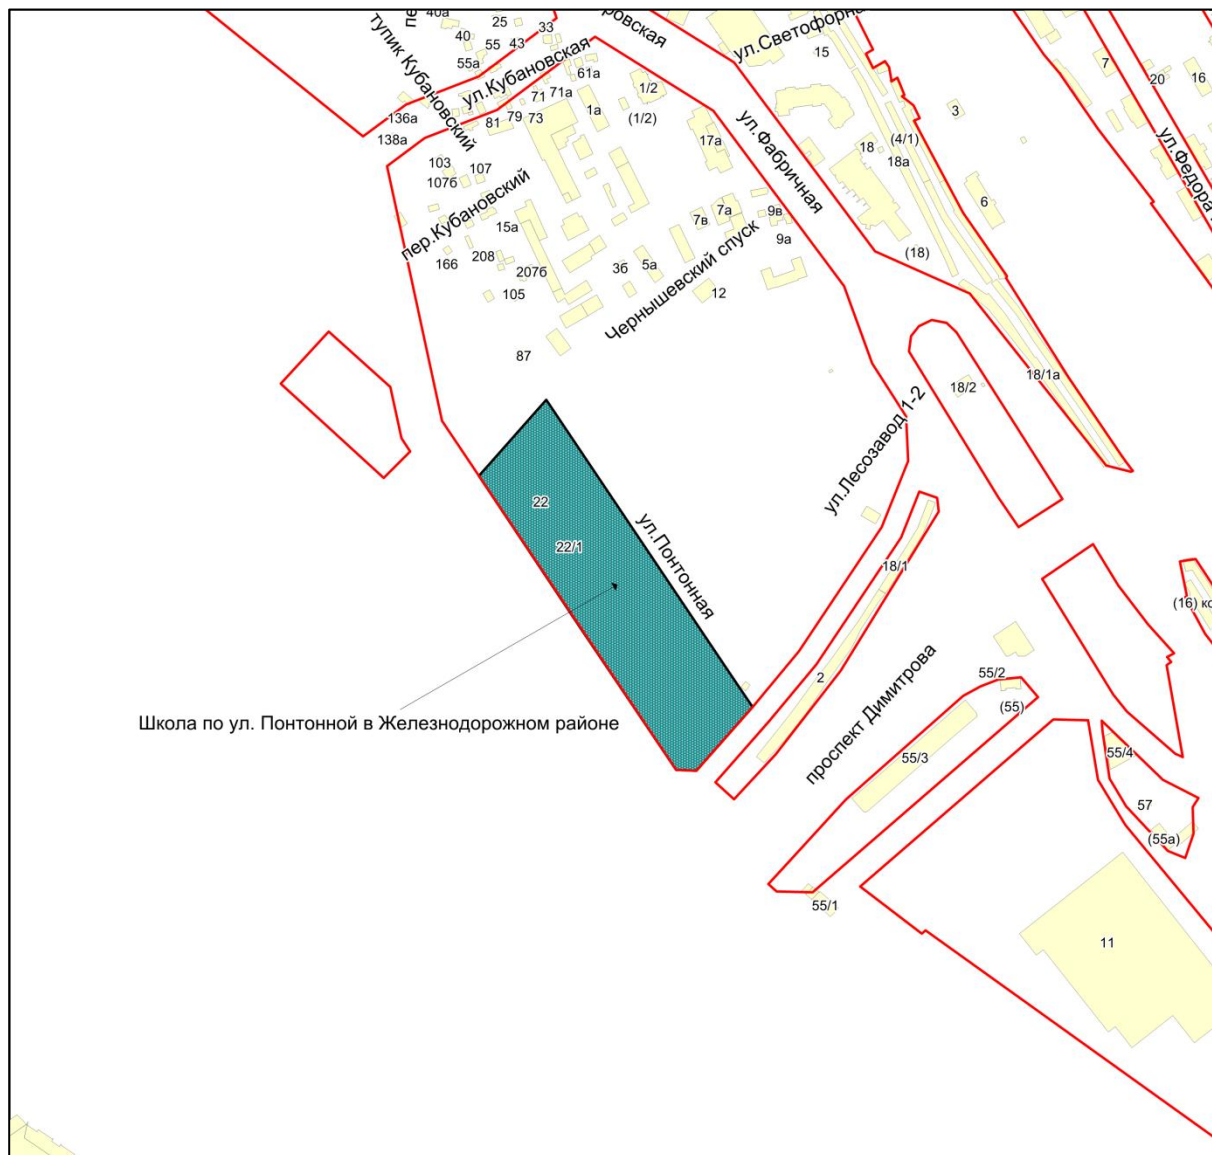 40а
25
33
тупик Кубановский
40
55
43
ул.Светофорна
15
55а
ул.Кубановская
61а
1/2
7
20
16
136а
71
71а
1а
(1/2)
3
138а
81
79
73
17а
ул.Фабричная
18
(4/1)
18а
ул.Федора
103
107
107б
пер.Кубановский
15а
7в
7а
9в
9а
6
166
208
207б
3б
5а
Чернышевский спуск
(18)
105
12
87
18/2
18/1а
ул.Лесозавод 1-2
22
22/1
ул.Понтонная
18/1
(16) ко
2
проспект Димитрова
55/2
(55)
Школа по ул. Понтонной в Железнодорожном районе
55/3
55/4
57
(55а)
55/1
11